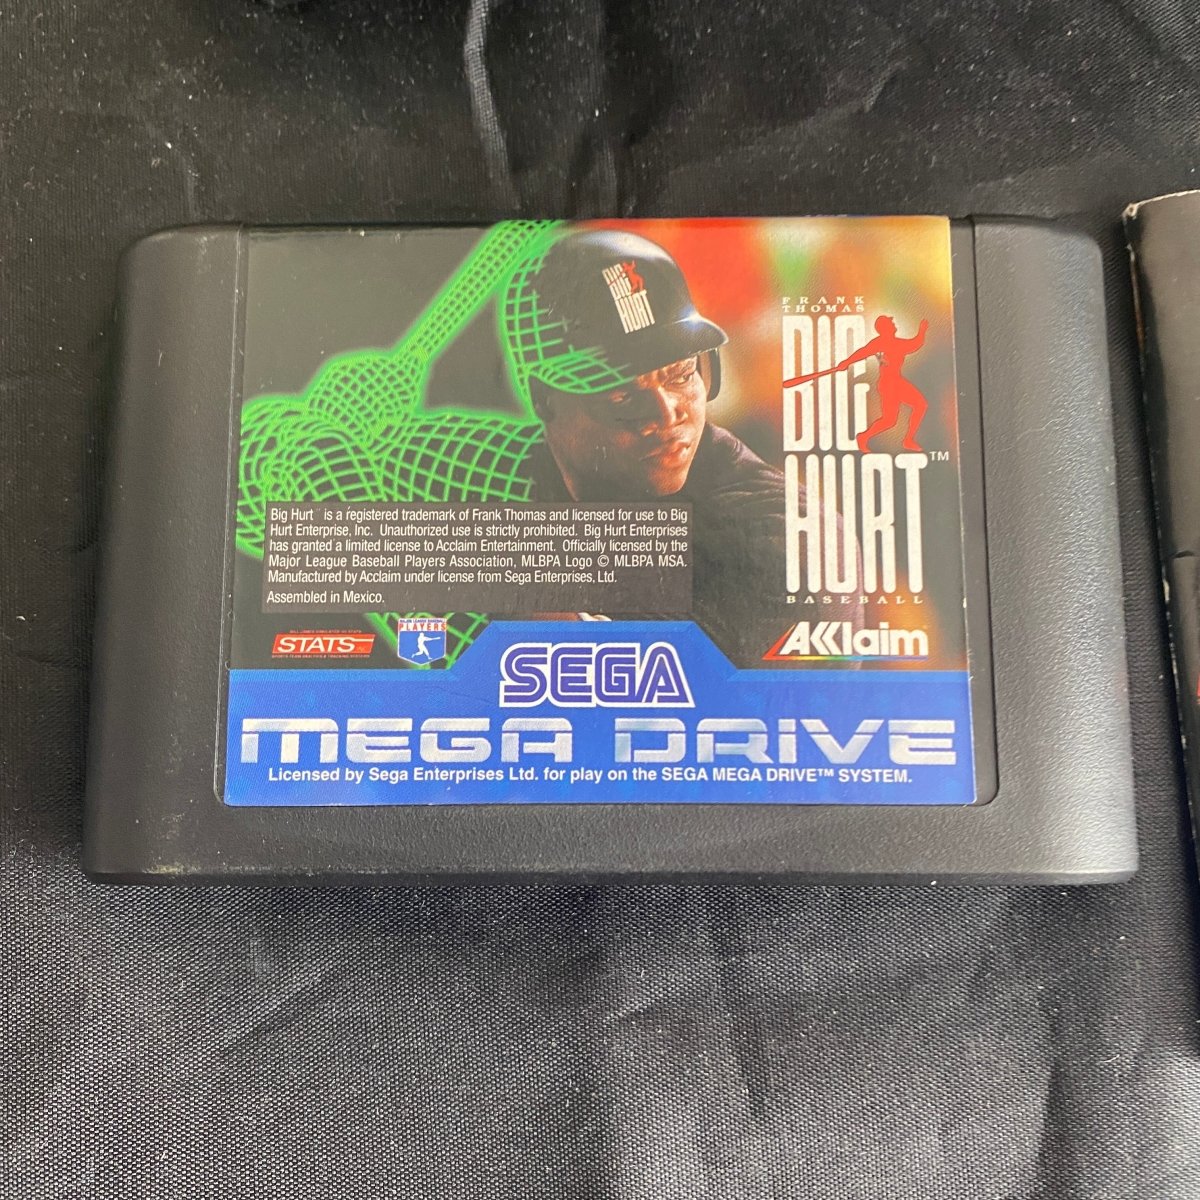 BIG
HURT
FRANK
THOMAS
BIG
HURT™
BASEBALL
Big Hurt™ is a registered trademark of Frank Thomas and licensed for use to Big
Hurt Enterprise, Inc. Unauthorized use is strictly prohibited. Big Hurt Enterprises
has granted a limited license to Acclaim Entertainment. Officially licensed by the
Major League Baseball Players Association, MLBPA Logo © MLBPA MSA.
Manufactured by Acclaim under license from Sega Enterprises, Ltd.
Assembled in Mexico.
STATS
MAJOR LEAGUE BASEBALL
PLAYERS
AKKlaim
SEGA
MEGA DRIVE
Licensed by Sega Enterprises Ltd. for play on the SEGA MEGA DRIVE™ SYSTEM.